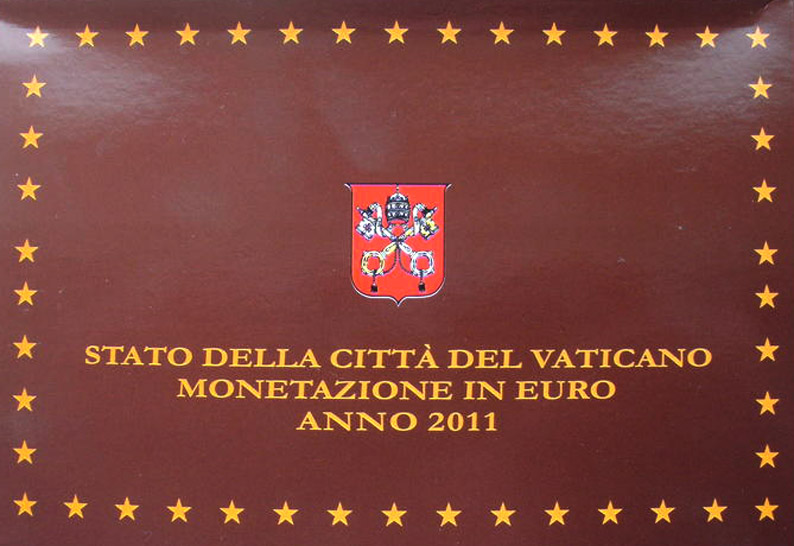 STATO DELLA CITTÀ DEL VATICANO
MONETAZIONE IN EURO
ANNO 2011